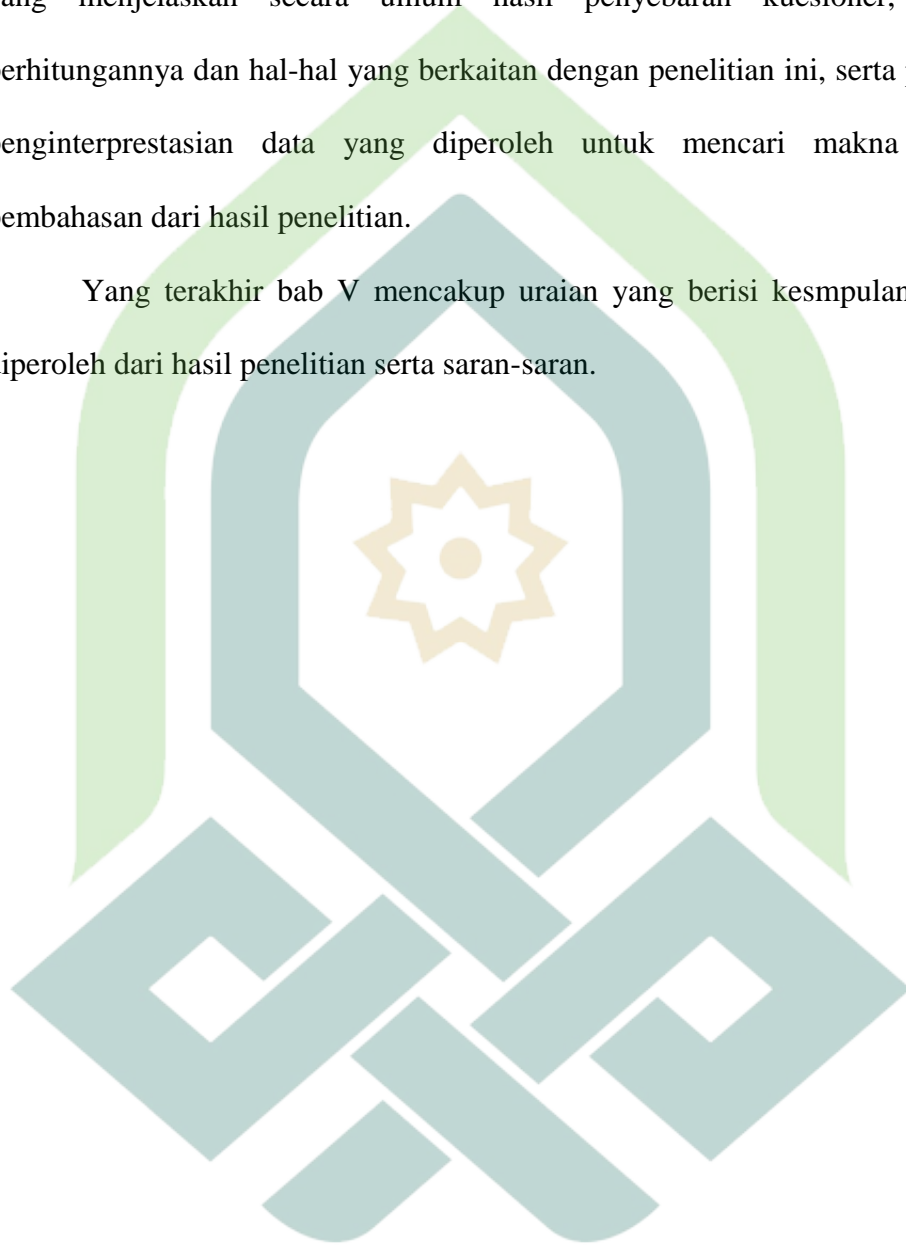 menjelaskan secara umum hasil penyebaran kuesioner,
perhitungannya dan hal-hal yang berkaitan dengan penelitian ini, serta
penginterprestasian data yang diperoleh untuk mencari makna
pembahasan dari hasil penelitian.
Yang terakhir bab V mencakup uraian yang berisi kesmpulan
diperoleh dari hasil penelitian serta saran-saran.